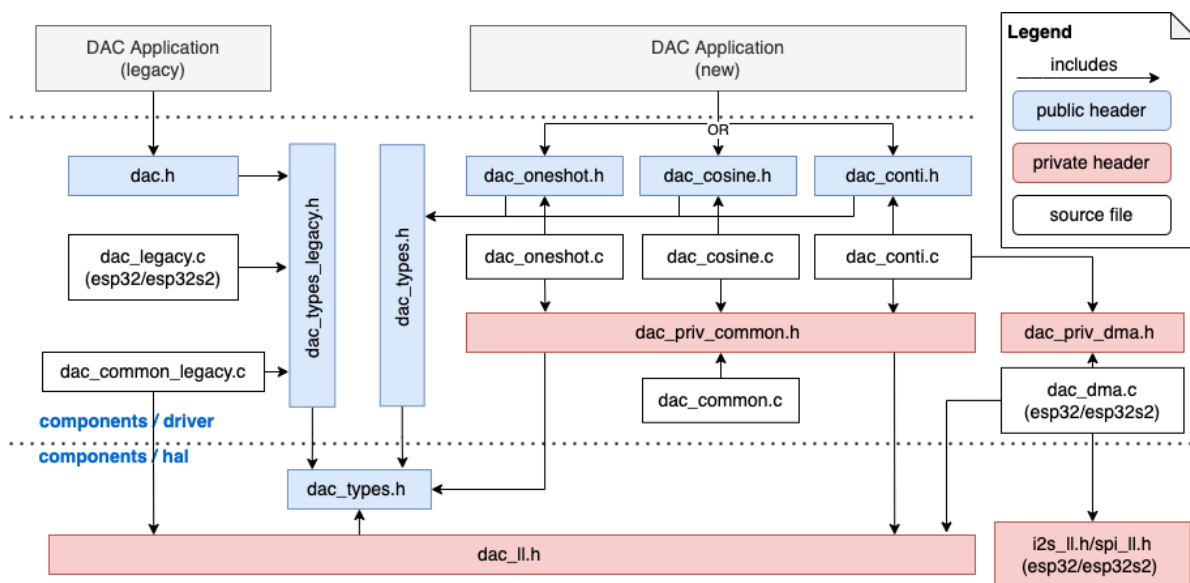 DAC Application
(legacy)
DAC Application
(new)
Legend
includes
public header
private header
source file
OR
dac.h
dac_types_legacy.h
dac_types.h
dac_oneshot.h
dac_cosine.h
dac_conti.h
dac_legacy.c
(esp32/esp32s2)
dac_oneshot.c
dac_cosine.c
dac_conti.c
dac_priv_common.h
dac_priv_dma.h
dac_common_legacy.c
dac_common.c
dac_dma.c
(esp32/esp32s2)
components / driver
components / hal
dac_types.h
dac_ll.h
i2s_ll.h/spi_ll.h
(esp32/esp32s2)